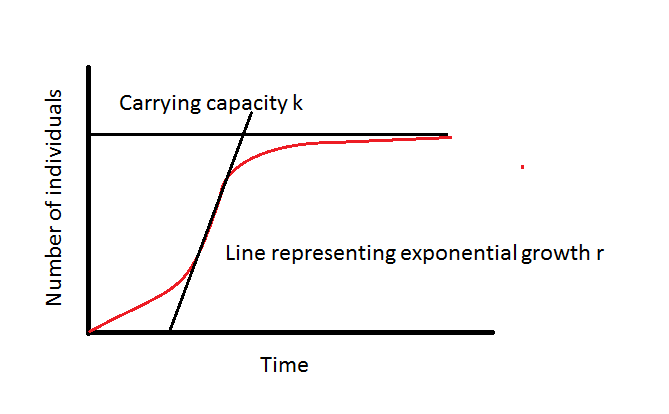 Carrying capacity k
Number of individuals
Line representing exponential growth r
Time